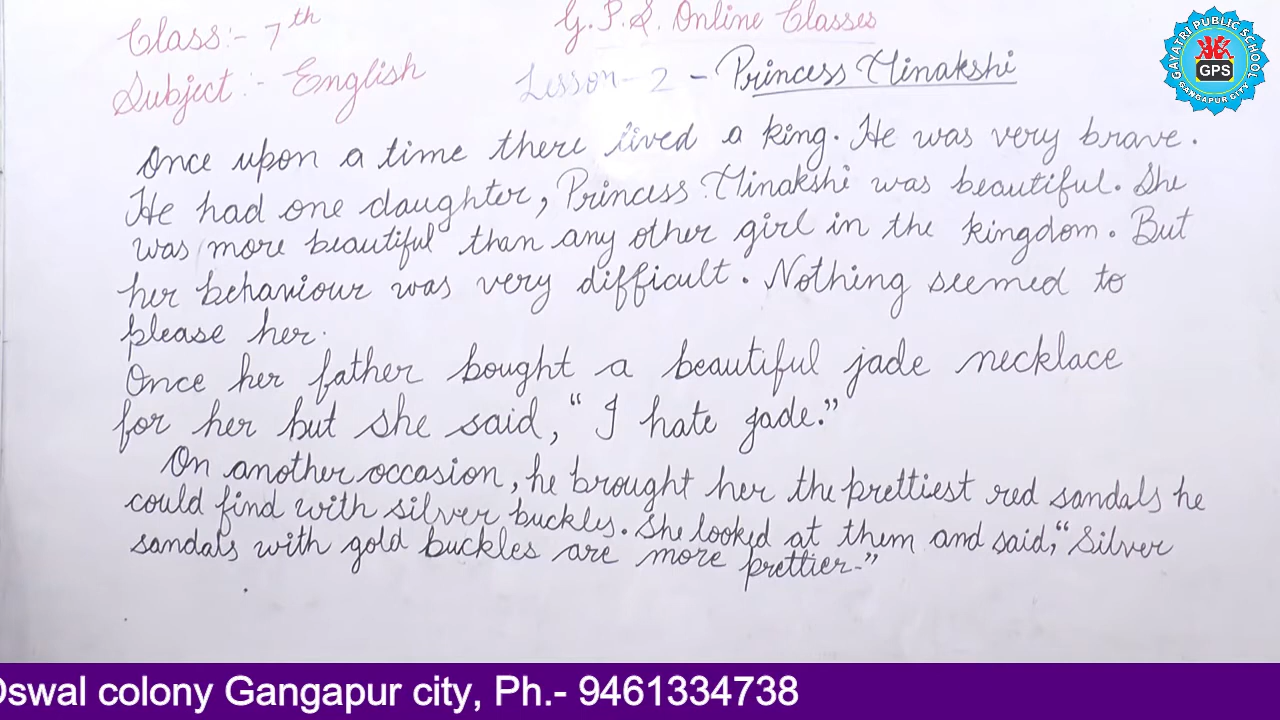 Class:- 7th
G.P.S. Online Classes
Subject:- English
Lesson- 2 - Princess Minakshi
GAYATRI PUBLIC SCHOOL
GPS
GANGAPUR CITY
Once upon a time there lived a king. He was very brave.
He had one daughter, Princess Minakshi was beautiful. She
was more beautiful than any other girl in the kingdom. But
her behaviour was very difficult. Nothing seemed to
please her.
Once her father bought a beautiful jade necklace
for her but she said, "I hate jade."
On another occasion, he brought her the prettiest red sandals he
could find with silver buckles. She looked at them and said, "Silver
sandals with gold buckles are more prettier-"
Oswal colony Gangapur city, Ph.- 9461334738